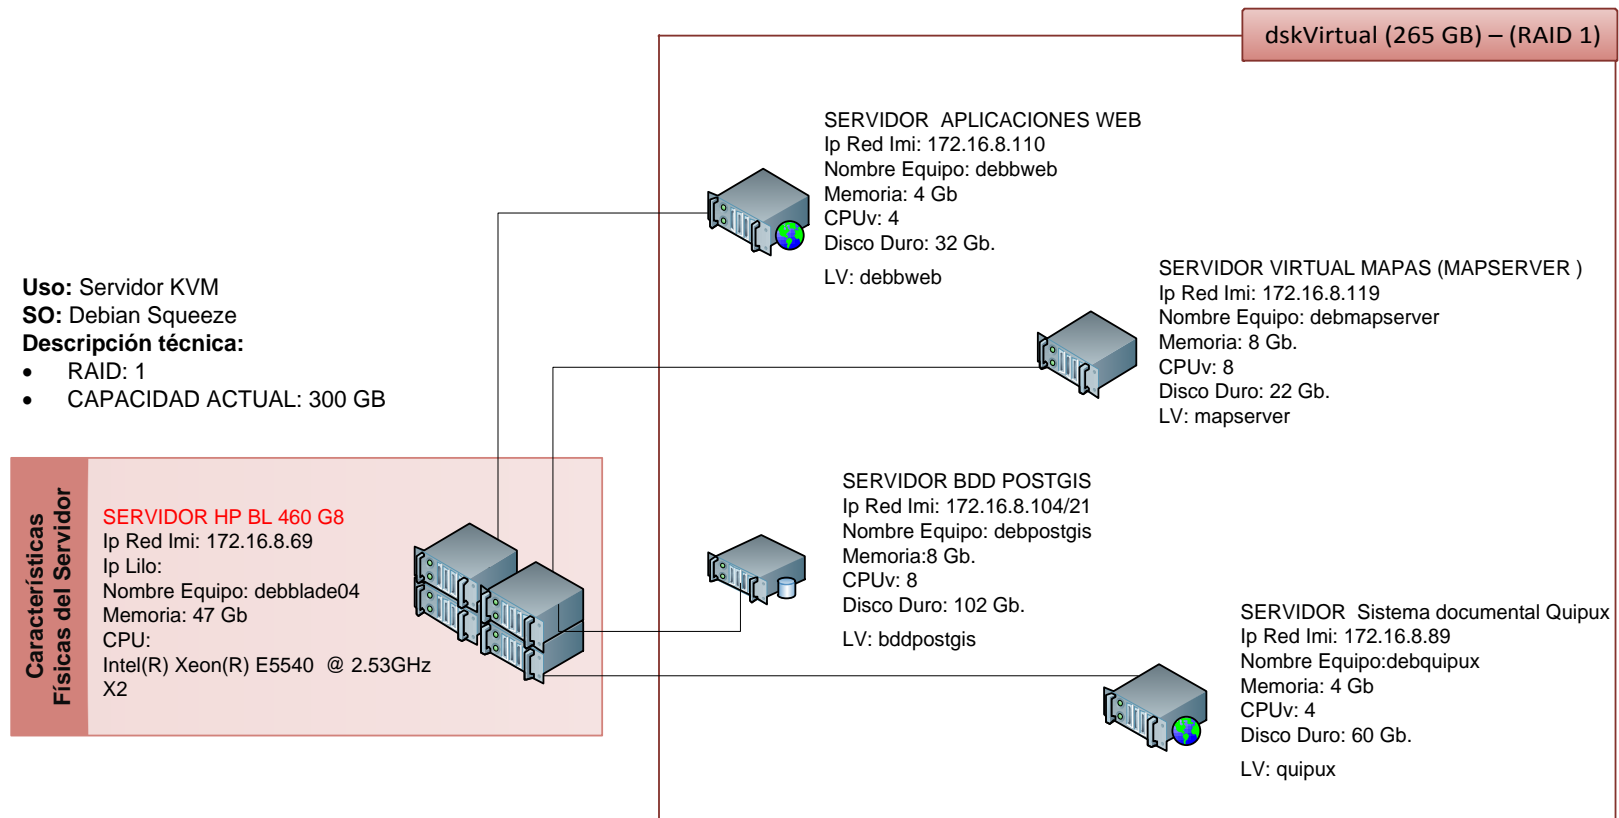 dskVirtual (265 GB) – (RAID 1)
SERVIDOR  APLICACIONES WEB
Ip Red Imi: 172.16.8.110
Nombre Equipo: debbweb
Memoria: 4 Gb
CPUv: 4
Disco Duro: 32 Gb.
LV: debbweb
SERVIDOR VIRTUAL MAPAS (MAPSERVER )
Ip Red Imi: 172.16.8.119
Nombre Equipo: debmapserver
Memoria: 8 Gb.
CPUv: 8
Disco Duro: 22 Gb.
LV: mapserver
Uso: Servidor KVM
SO: Debian Squeeze
Descripción técnica:
• RAID: 1
• CAPACIDAD ACTUAL: 300 GB
Características
Físicas del Servidor
SERVIDOR HP BL 460 G8
Ip Red Imi: 172.16.8.69
Ip Lilo:
Nombre Equipo: debblade04
Memoria: 47 Gb
CPU:
Intel(R) Xeon(R) E5540  @ 2.53GHz
X2
SERVIDOR BDD POSTGIS
Ip Red Imi: 172.16.8.104/21
Nombre Equipo: debpostgis
Memoria:8 Gb.
CPUv: 8
Disco Duro: 102 Gb.
LV: bddpostgis
SERVIDOR  Sistema documental Quipux
Ip Red Imi: 172.16.8.89
Nombre Equipo:debquipux
Memoria: 4 Gb
CPUv: 4
Disco Duro: 60 Gb.
LV: quipux